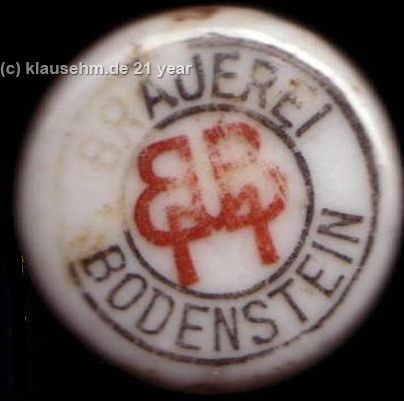 (c) klausehm.de 21 year
BRAUEREI
BODENSTEIN